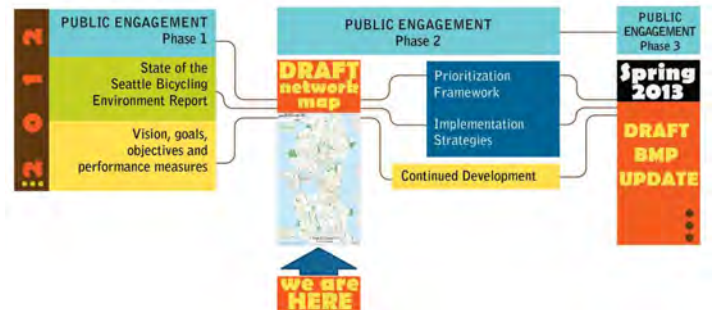 2012
PUBLIC ENGAGEMENT
Phase 1
State of the
Seattle Bicycling
Environment Report
Vision, goals,
objectives and
performance measures
PUBLIC ENGAGEMENT
Phase 2
DRAFT
network
map
we are
HERE
Prioritization
Framework
Implementation
Strategies
Continued Development
PUBLIC
ENGAGEMENT
Phase 3
Spring
2013
DRAFT
BMP
UPDATE